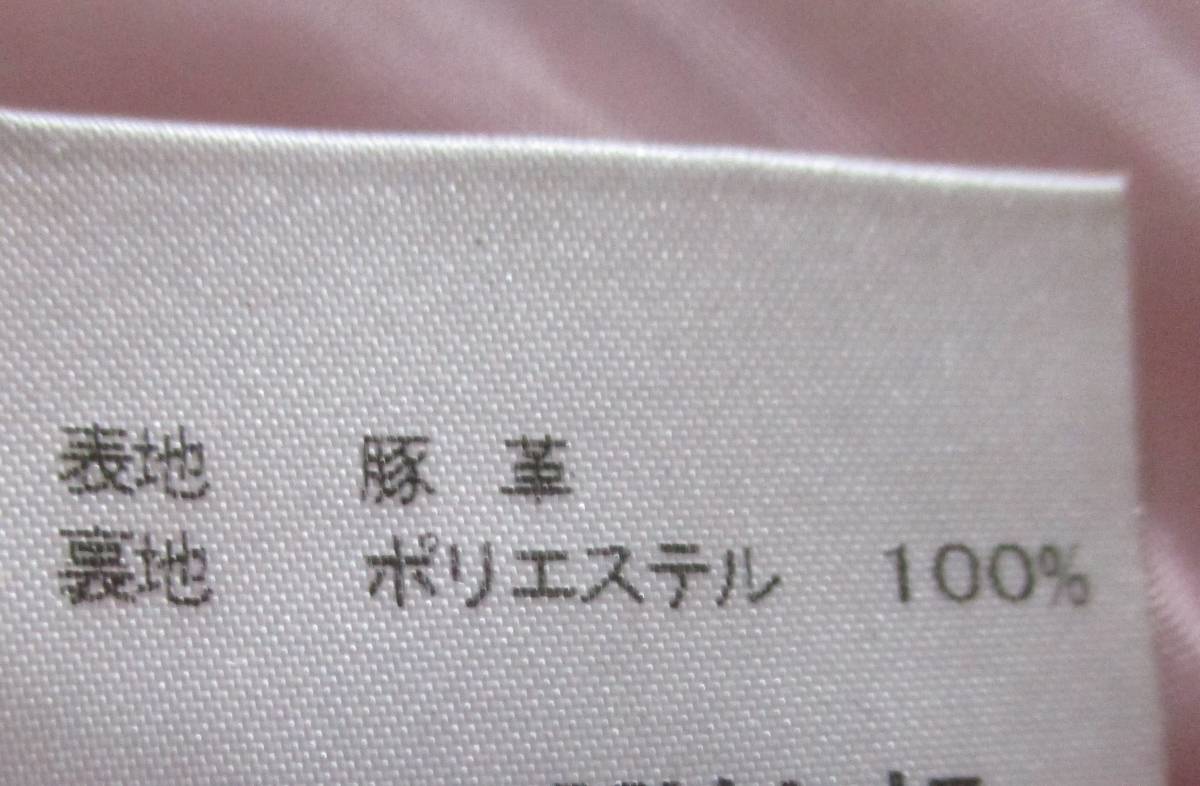 表地 豚 革
裏地 ポリエステル 100%